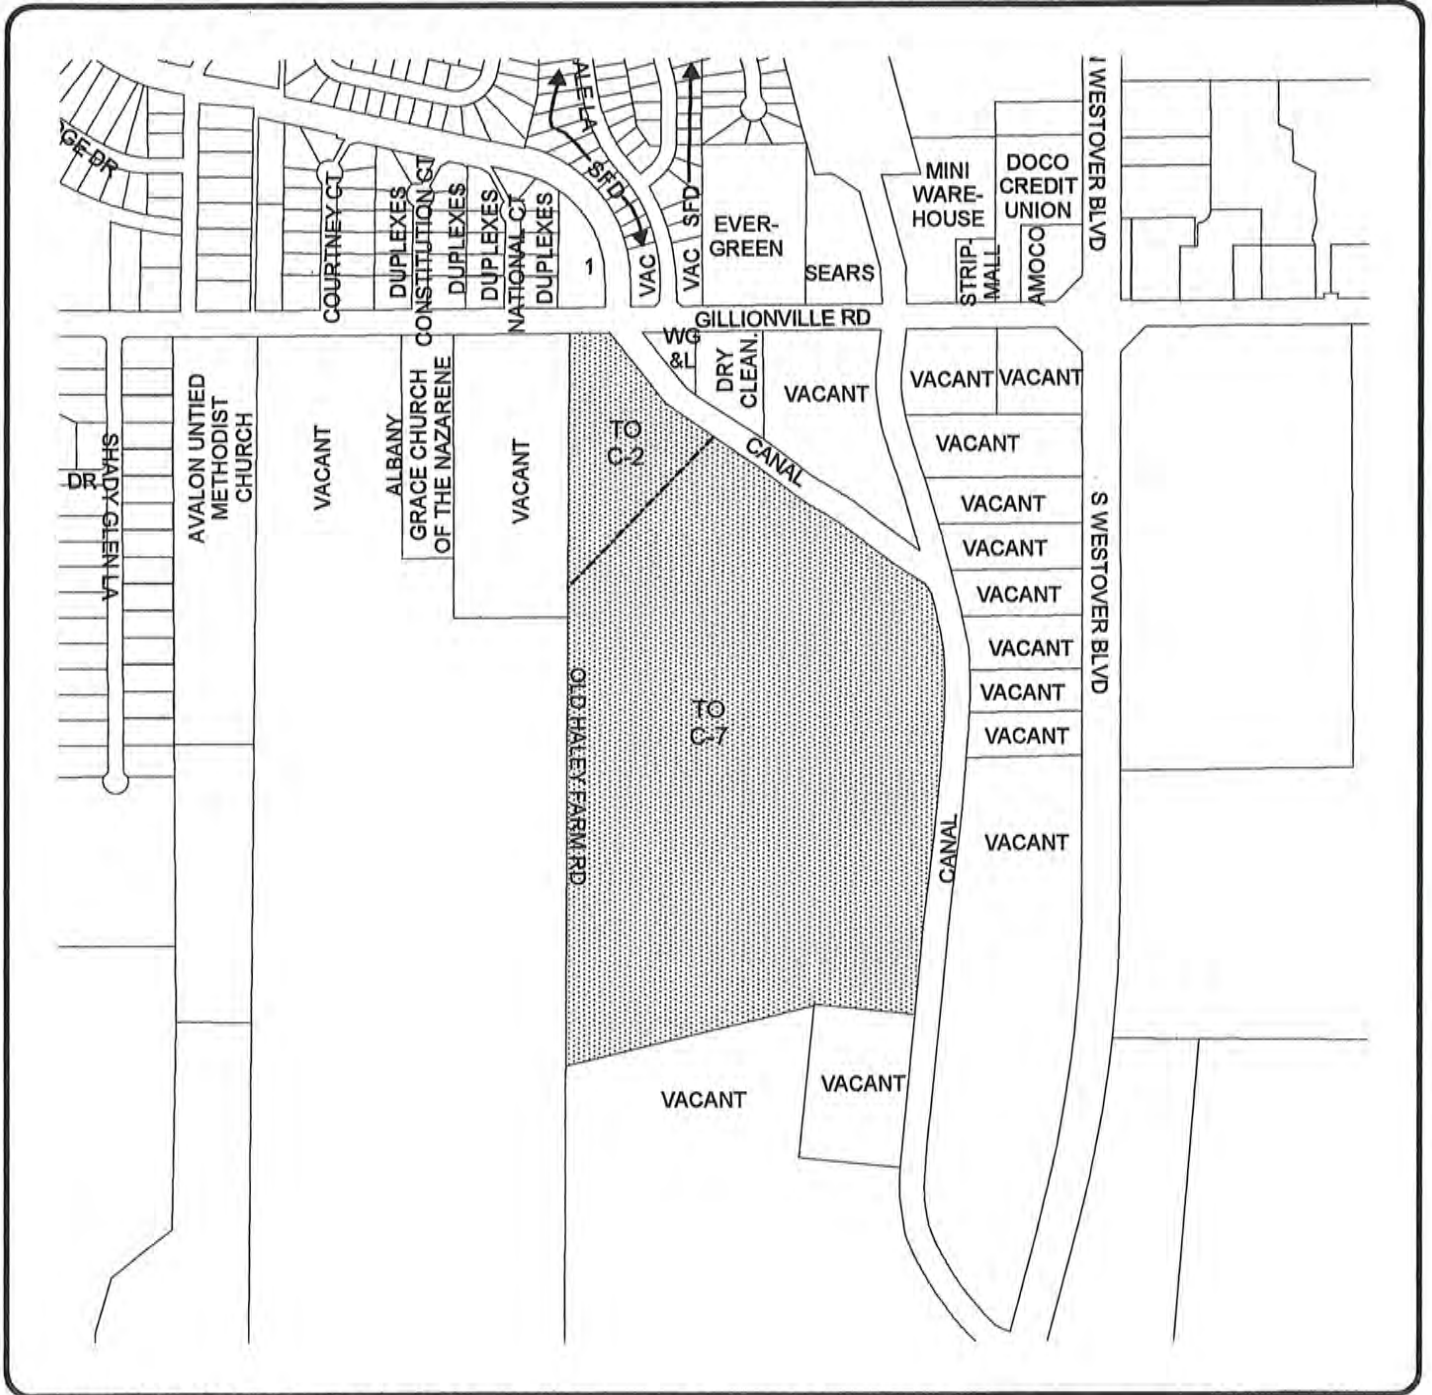 ALE LA
GE DR
SFD
SFD
COURTNEY CT
DUPLEXES
CONSTITUTION CT
DUPLEXES
DUPLEXES
NATIONAL CT
DUPLEXES
1
VAC
VAC
EVER-
GREEN
SEARS
MINI
WARE-
HOUSE
DOCO
CREDIT
UNION
STRIP-
MALL
AMOCO
N WESTOVER BLVD
GILLIONVILLE RD
WG
&L
DRY
CLEAN.
VACANT
VACANT
VACANT
VACANT
VACANT
VACANT
VACANT
VACANT
VACANT
VACANT
VACANT
S WESTOVER BLVD
DR
SHADY GLEN LA
AVALON UNTIED
METHODIST
CHURCH
VACANT
ALBANY
GRACE CHURCH
OF THE NAZARENE
VACANT
TO
C-2
CANAL
TO
C-7
OLD HALEY FARM RD
CANAL
VACANT
VACANT